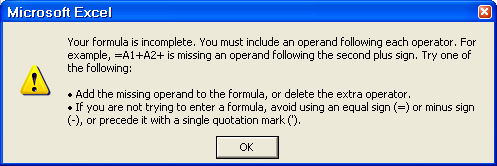 Microsoft Excel
Your formula is incomplete. You must include an operand following each operator. For
example, =A1+A2+ is missing an operand following the second plus sign. Try one of
the following:
• Add the missing operand to the formula, or delete the extra operator.
• If you are not trying to enter a formula, avoid using an equal sign (=) or minus sign
(-), or precede it with a single quotation mark (').
OK